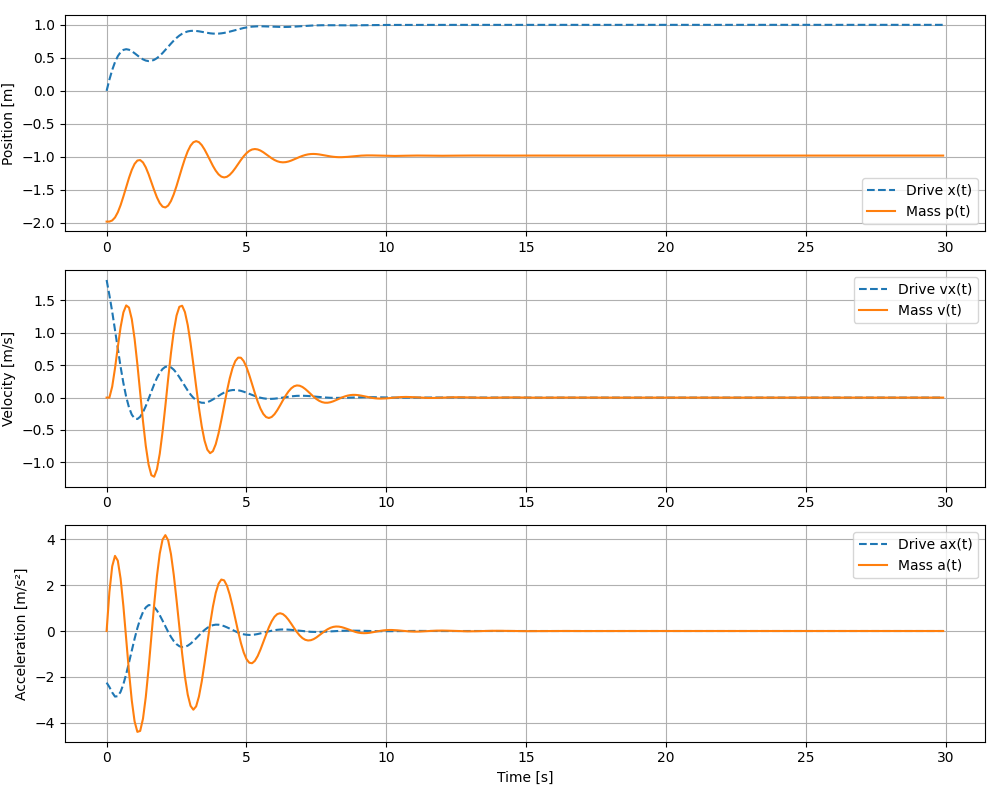 1.0
0.5
0.0
−0.5
−1.0
−1.5
−2.0
Position [m]
Drive x(t)
Mass p(t)
0 5 10 15 20 25 30
1.5
1.0
0.5
0.0
−0.5
−1.0
Velocity [m/s]
Drive vx(t)
Mass v(t)
0 5 10 15 20 25 30
4
2
0
−2
−4
Acceleration [m/s²]
Drive ax(t)
Mass a(t)
0 5 10 15 20 25 30
Time [s]